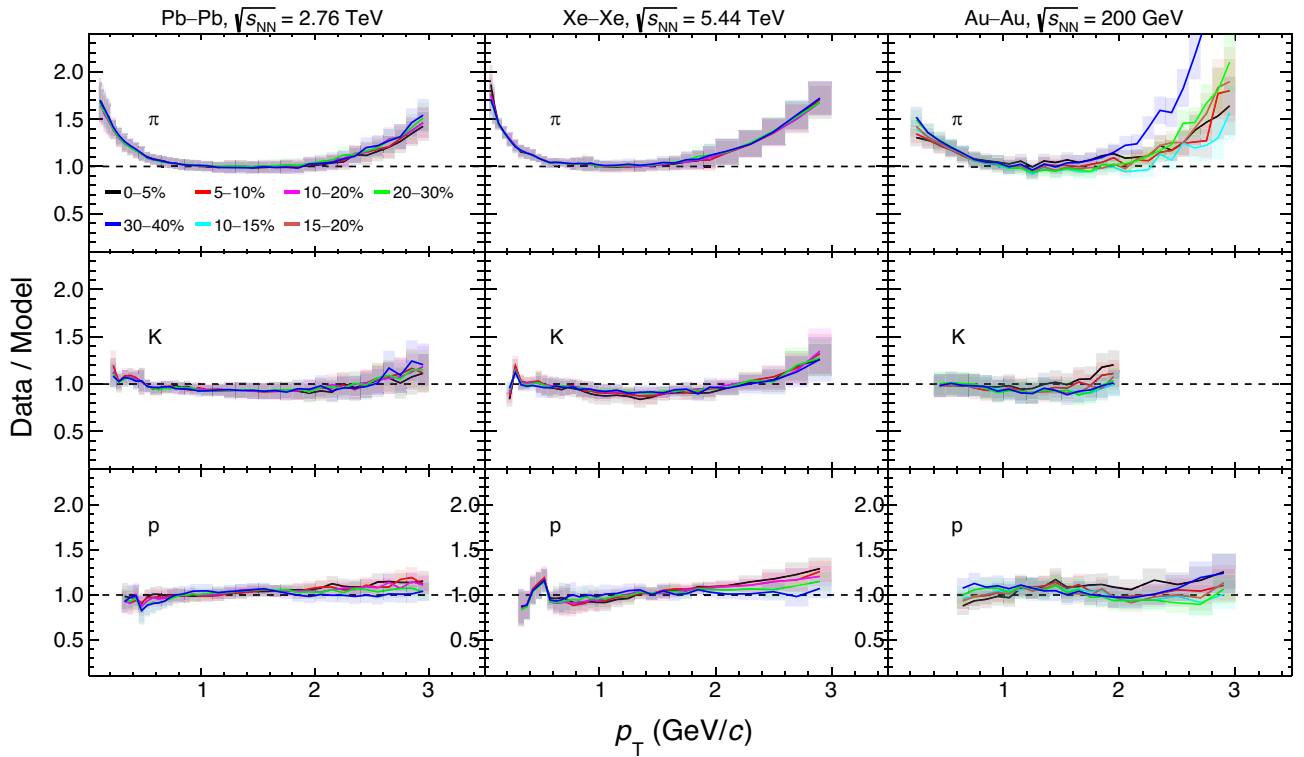 Pb–Pb, √sNN = 2.76 TeV
Xe–Xe, √sNN = 5.44 TeV
Au–Au, √sNN = 200 GeV
Data / Model
2.0
1.5
1.0
0.5
π
π
π
0–5%
5–10%
10–20%
20–30%
30–40%
10–15%
15–20%
2.0
1.5
1.0
0.5
K
K
K
2.0
1.5
1.0
0.5
p
2.0
1.0
p
2.0
1.0
p
1
2
3
1
2
3
1
2
3
pT (GeV/c)